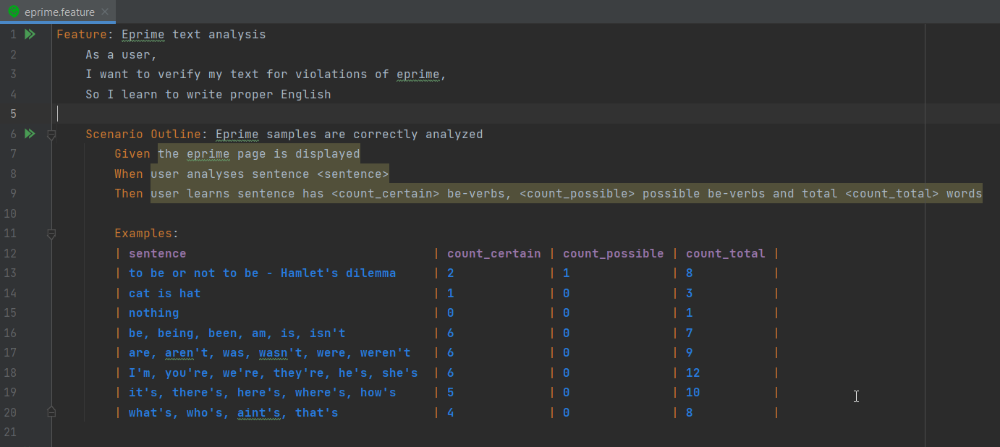 eprime.feature
1 Feature: Eprime text analysis
2 As a user,
3 I want to verify my text for violations of eprime,
4 So I learn to write proper English
5
6 Scenario Outline: Eprime samples are correctly analyzed
7 Given the eprime page is displayed
8 When user analyses sentence <sentence>
9 Then user learns sentence has <count_certain> be-verbs, <count_possible> possible be-verbs and total <count_total> words
10
11 Examples:
12 | sentence | count_certain | count_possible | count_total |
13 | to be or not to be - Hamlet's dilemma | 2 | 1 | 8 |
14 | cat is hat | 1 | 0 | 3 |
15 | nothing | 0 | 0 | 1 |
16 | be, being, been, am, is, isn't | 6 | 0 | 7 |
17 | are, aren't, was, wasn't, were, weren't | 6 | 0 | 9 |
18 | I'm, you're, we're, they're, he's, she's | 6 | 0 | 12 |
19 | it's, there's, here's, where's, how's | 5 | 0 | 10 |
20 | what's, who's, aint's, that's | 4 | 0 | 8 |
21